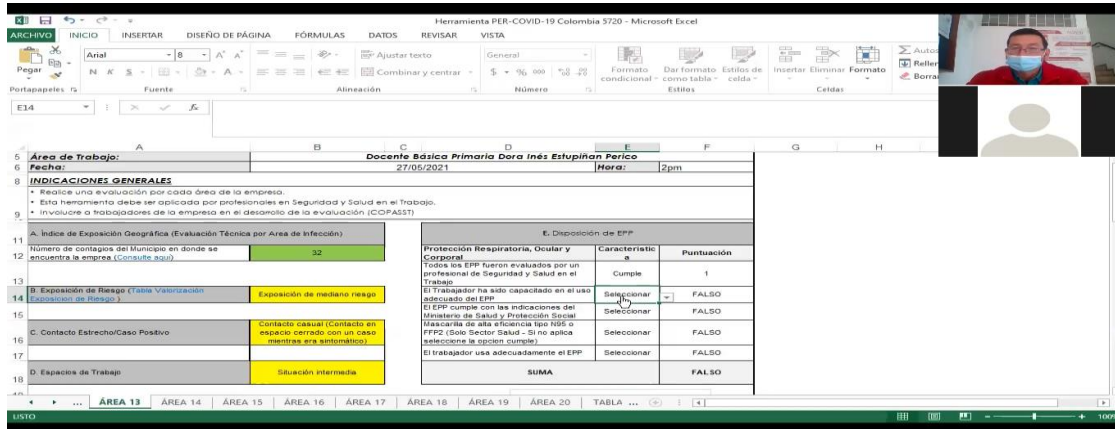 Herramienta PER-COVID-19 Colombia 5720 - Microsoft Excel
ARCHIVO INICIO INSERTAR DISEÑO DE PÁGINA FÓRMULAS DATOS REVISAR VISTA
Pegar
Arial 8
Ajustar texto
General
Combinar y centrar
Formato condicional
Dar formato como tabla
Estilos de celda
Insertar Eliminar Formato
Portapapeles Fuente Alineación Número Estilos Celdas
E14
A B C D E F G H
5 Área de Trabajo: Docente Básica Primaria Dora Inés Estupiñan Perico
6 Fecha: 27/05/2021 Hora: 2pm
8 INDICACIONES GENERALES
• Realice una evaluación por cada área de la empresa.
• Esta herramienta debe ser aplicada por profesionales en Seguridad y Salud en el Trabajo.
9 • Involucre a trabajadores de la empresa en el desarrollo de la evaluación (COPASST)
11 A. Índice de Exposición Geográfica (Evaluación Técnica por Area de Infección) E. Disposición de EPP
12 Número de contagios del Municipio en donde se encuentra la emprea (Consulte aquí) 32
Protección Respiratoria, Ocular y Corporal
Caracteristica
Puntuación
13 Todos los EPP fueron evaluados por un profesional de Seguridad y Salud en el Trabajo Cumple 1
14 B. Exposición de Riesgo (Tabla Valorización Exposicion de Riesgo ) Exposición de mediano riesgo
El Trabajador ha sido capacitado en el uso adecuado del EPP Seleccionar FALSO
15 El EPP cumple con las indicaciones del Ministerio de Salud y Protección Social Seleccionar FALSO
16 C. Contacto Estrecho/Caso Positivo Contacto casual (Contacto en espacio cerrado con un caso mientras era sintomático)
Mascarilla de alta eficiencia tipo N95 o FFP2 (Solo Sector Salud - Si no aplica seleccione la opcion cumple) Seleccionar FALSO
17 El trabajador usa adecuadamente el EPP Seleccionar FALSO
18 D. Espacios de Trabajo Situación intermedia SUMA FALSO
... ÁREA 13 ÁREA 14 ÁREA 15 ÁREA 16 ÁREA 17 ÁREA 18 ÁREA 19 ÁREA 20 TABLA ...
LISTO